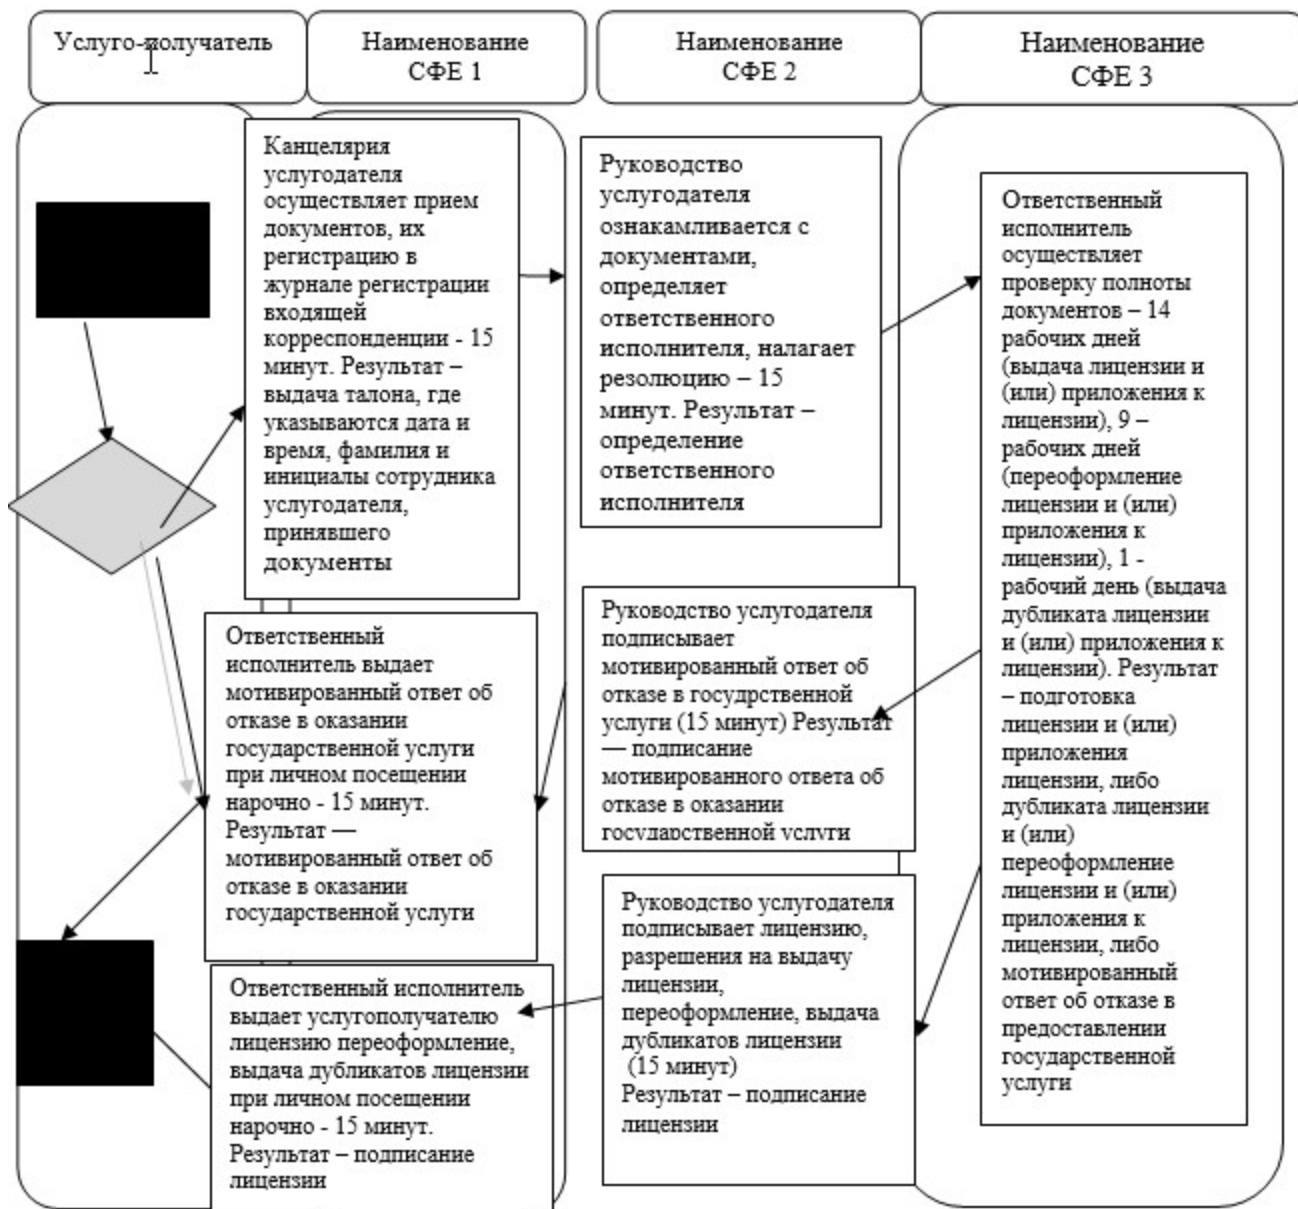 Услуго-получатель
Наименование
СФЕ 1
Наименование
СФЕ 2
Наименование
СФЕ 3
Канцелярия
услугодателя
осуществляет прием
документов, их
регистрацию в
журнале регистрации
входящей
корреспонденции - 15
минут. Результат –
выдача талона, где
указываются дата и
время, фамилия и
инициалы сотрудника
услугодателя,
принявшего
документы
Руководство
услугодателя
ознакамливается с
документами,
определяет
ответственного
исполнителя, налагает
резолюцию – 15
минут. Результат –
определение
ответственного
исполнителя
Ответственный
исполнитель
осуществляет
проверку полноты
документов – 14
рабочих дней
(выдача лицензии и
(или) приложения к
лицензии), 9 –
рабочих дней
(переоформление
лицензии и (или)
приложения к
лицензии), 1 -
рабочий день (выдача
дубликата лицензии
и (или) приложения к
лицензии). Результат
– подготовка
лицензии и (или)
приложения
лицензии, либо
дубликата лицензии
и (или)
переоформление
лицензии и (или)
приложения к
лицензии, либо
мотивированный
ответ об отказе в
предоставлении
государственной
услуги
Ответственный
исполнитель выдает
мотивированный ответ об
отказе в оказании
государственной услуги
при личном посещении
нарочно - 15 минут.
Результат —
мотивированный ответ об
отказе в оказании
государственной услуги
Руководство услугодателя
подписывает
мотивированный ответ об
отказе в госудрственной
услуги (15 минут) Результат
— подписание
мотивированного ответа об
отказе в оказании
государственной услуги
Ответственный исполнитель
выдает услугополучателю
лицензию переоформление,
выдача дубликатов лицензии
при личном посещении
нарочно - 15 минут.
Результат – подписание
лицензии
Руководство услугодателя
подписывает лицензию,
разрешения на выдачу
лицензии,
переоформление, выдача
дубликатов лицензии
(15 минут)
Результат – подписание
лицензии